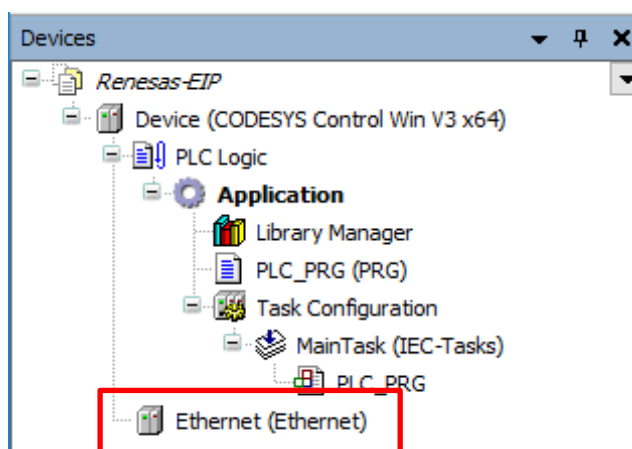 Devices
Renesas-EIP
Device (CODESYS Control Win V3 x64)
PLC Logic
Application
Library Manager
PLC_PRG (PRG)
Task Configuration
MainTask (IEC-Tasks)
PLC_PRG
Ethernet (Ethernet)